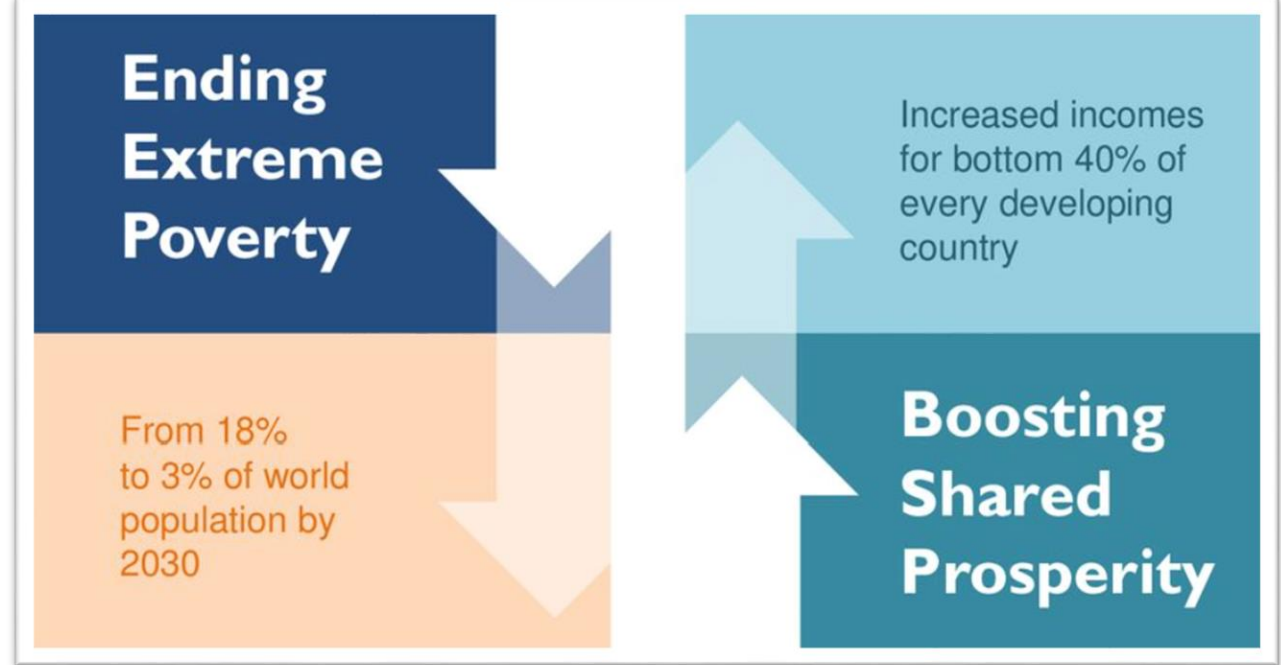 Ending
Extreme
Poverty
From 18%
to 3% of world
population by
2030
Increased incomes
for bottom 40% of
every developing
country
Boosting
Shared
Prosperity